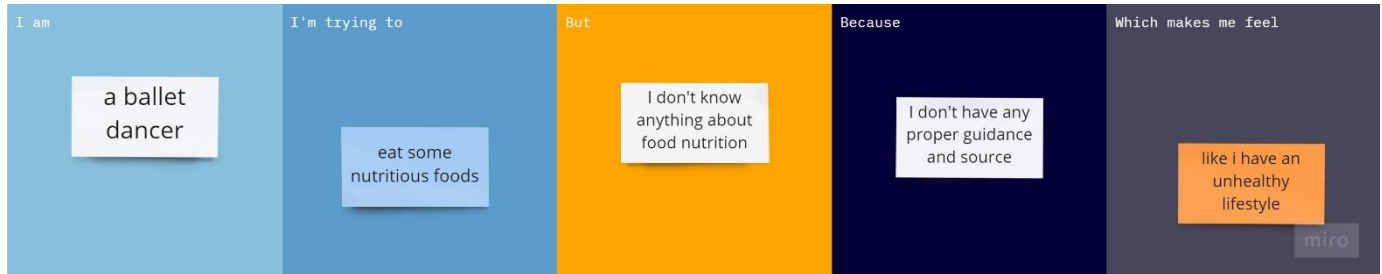 I am
a ballet
dancer
I'm trying to
eat some
nutritious foods
But
I don't know
anything about
food nutrition
Because
I don't have any
proper guidance
and source
Which makes me feel
like i have an
unhealthy
lifestyle
miro